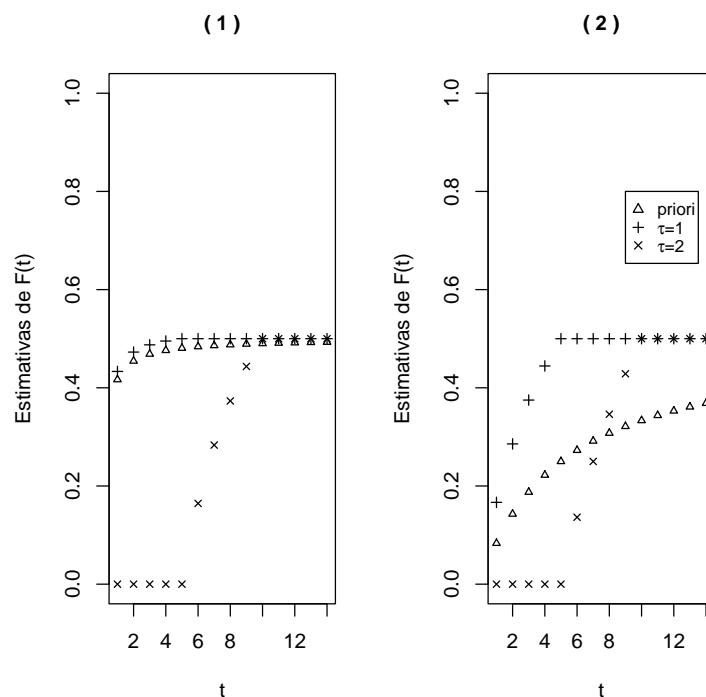 ( 1 )
Estimativas de F(t)
0.0 0.2 0.4 0.6 0.8 1.0
2 4 6 8 12
t
( 2 )
Estimativas de F(t)
0.0 0.2 0.4 0.6 0.8 1.0
priori
τ=1
τ=2
2 4 6 8 12
t